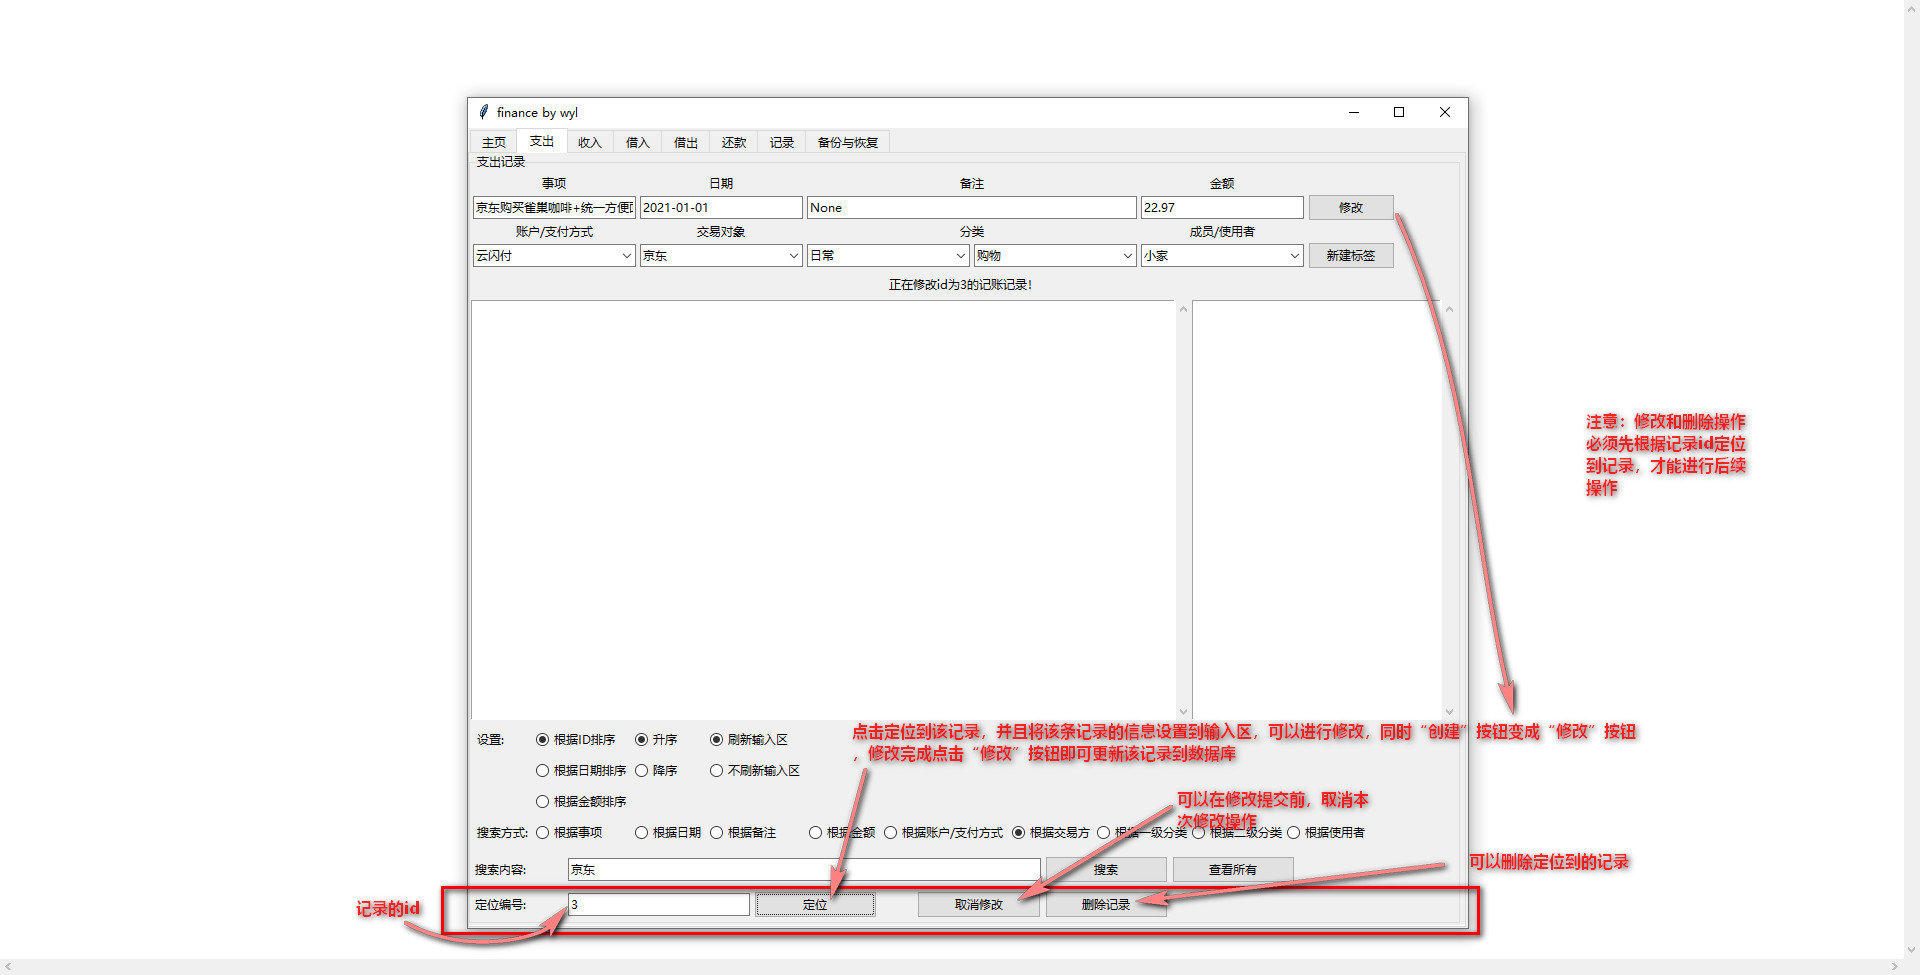 finance by wyl
主页 支出 收入 借入 借出 还款 记录 备份与恢复
支出记录
事项 日期 备注 金额
京东购买雀巢咖啡+统一方便 2021-01-01 None 22.97 修改
账户/支付方式 交易对象 分类 成员/使用者
云闪付 京东 日常 购物 小家 新建标签
正在修改id为3的记账记录!
注意：修改和删除操作
必须先根据记录id定位
到记录，才能进行后续
操作
点击定位到该记录，并且将该条记录的信息设置到输入区，可以进行修改，同时“创建”按钮变成“修改”按钮
，修改完成点击“修改”按钮即可更新该记录到数据库
设置: 根据ID排序 升序 刷新输入区
根据日期排序 降序 不刷新输入区
根据金额排序
可以在修改提交前，取消本
次修改操作
搜索方式: 根据事项 根据日期 根据备注 根据金额 根据账户/支付方式 根据交易方 根据一级分类 根据二级分类 根据使用者
搜索内容: 京东 搜索 查看所有
可以删除定位到的记录
定位编号: 3 定位 取消修改 删除记录
记录的id